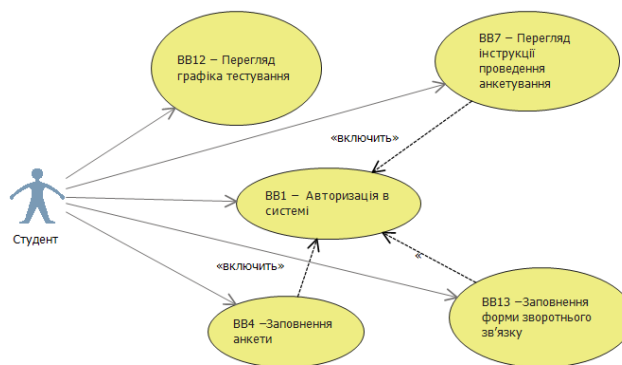 ВВ12 – Перегляд
графіка тестування
ВВ7 – Перегляд
інструкції
проведення
анкетування
«включить»
ВВ1 – Авторизація в
системі
Студент
«включить»
«
ВВ4 –Заповнення
анкети
ВВ13 –Заповнення
форми зворотнього
зв’язку